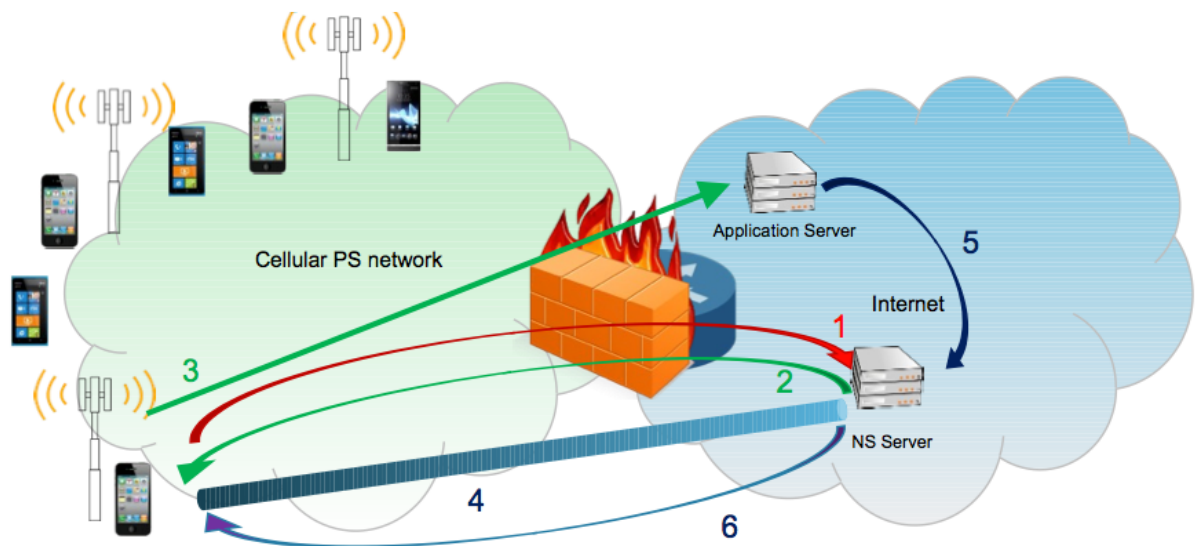 Application Server
5
Cellular PS network
Internet
1
3
2
NS Server
4
6